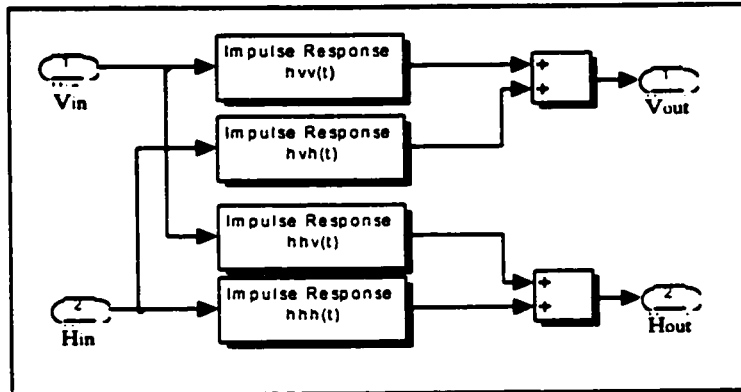 Impulse Response
hvv(t)
1
Vin
+
+
1
Vout
Impulse Response
hvh(t)
Impulse Response
hhv(t)
2
Hin
Impulse Response
hhh(t)
+
+
2
Hout